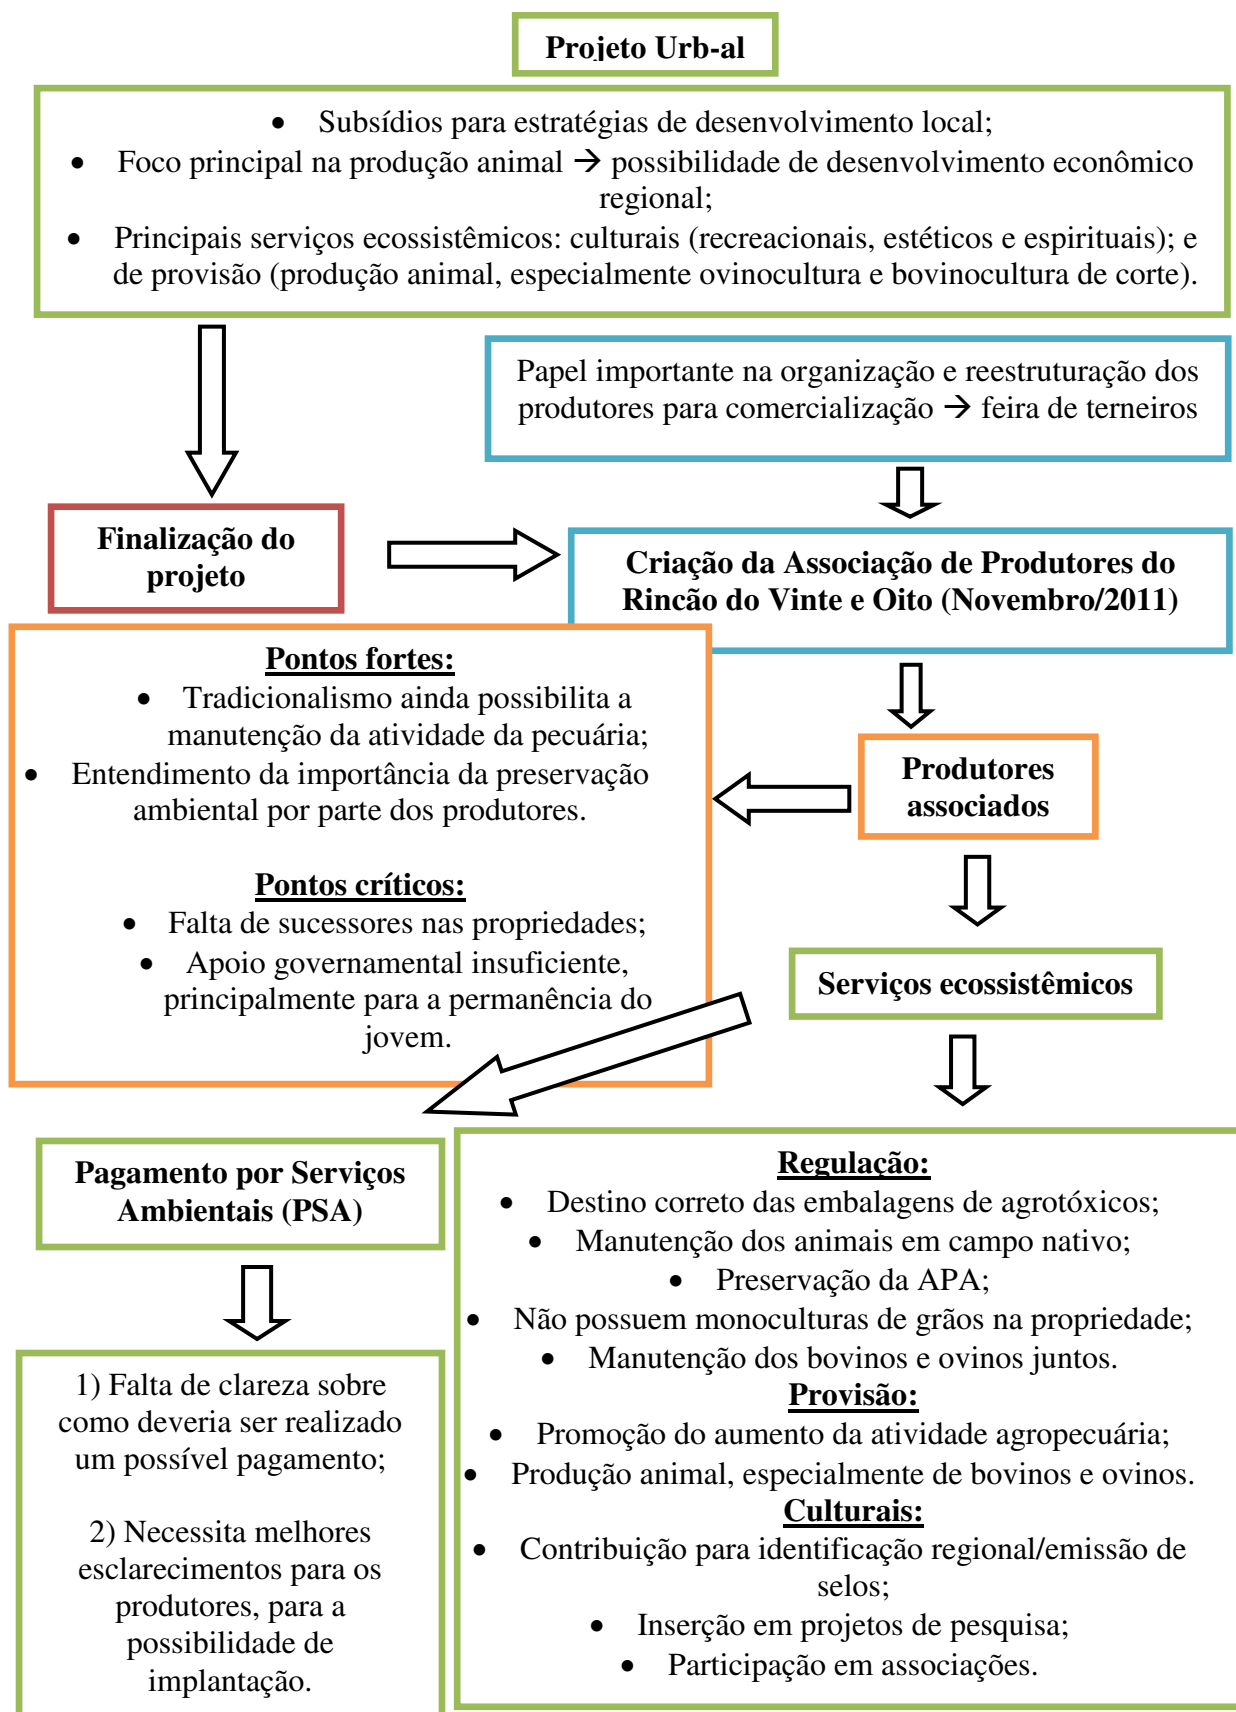 Projeto Urb-al
• Subsídios para estratégias de desenvolvimento local;
• Foco principal na produção animal → possibilidade de desenvolvimento econômico
regional;
• Principais serviços ecossistêmicos: culturais (recreacionais, estéticos e espirituais); e
de provisão (produção animal, especialmente ovinocultura e bovinocultura de corte).
Papel importante na organização e reestruturação dos
produtores para comercialização → feira de terneiros
Finalização do
projeto
Criação da Associação de Produtores do
Rincão do Vinte e Oito (Novembro/2011)
Pontos fortes:
• Tradicionalismo ainda possibilita a
manutenção da atividade da pecuária;
• Entendimento da importância da preservação
ambiental por parte dos produtores.
Pontos críticos:
• Falta de sucessores nas propriedades;
• Apoio governamental insuficiente,
principalmente para a permanência do
jovem.
Produtores
associados
Serviços ecossistêmicos
Pagamento por Serviços
Ambientais (PSA)
1) Falta de clareza sobre
como deveria ser realizado
um possível pagamento;
2) Necessita melhores
esclarecimentos para os
produtores, para a
possibilidade de
implantação.
Regulação:
• Destino correto das embalagens de agrotóxicos;
• Manutenção dos animais em campo nativo;
• Preservação da APA;
• Não possuem monoculturas de grãos na propriedade;
• Manutenção dos bovinos e ovinos juntos.
Provisão:
• Promoção do aumento da atividade agropecuária;
• Produção animal, especialmente de bovinos e ovinos.
Culturais:
• Contribuição para identificação regional/emissão de
selos;
• Inserção em projetos de pesquisa;
• Participação em associações.